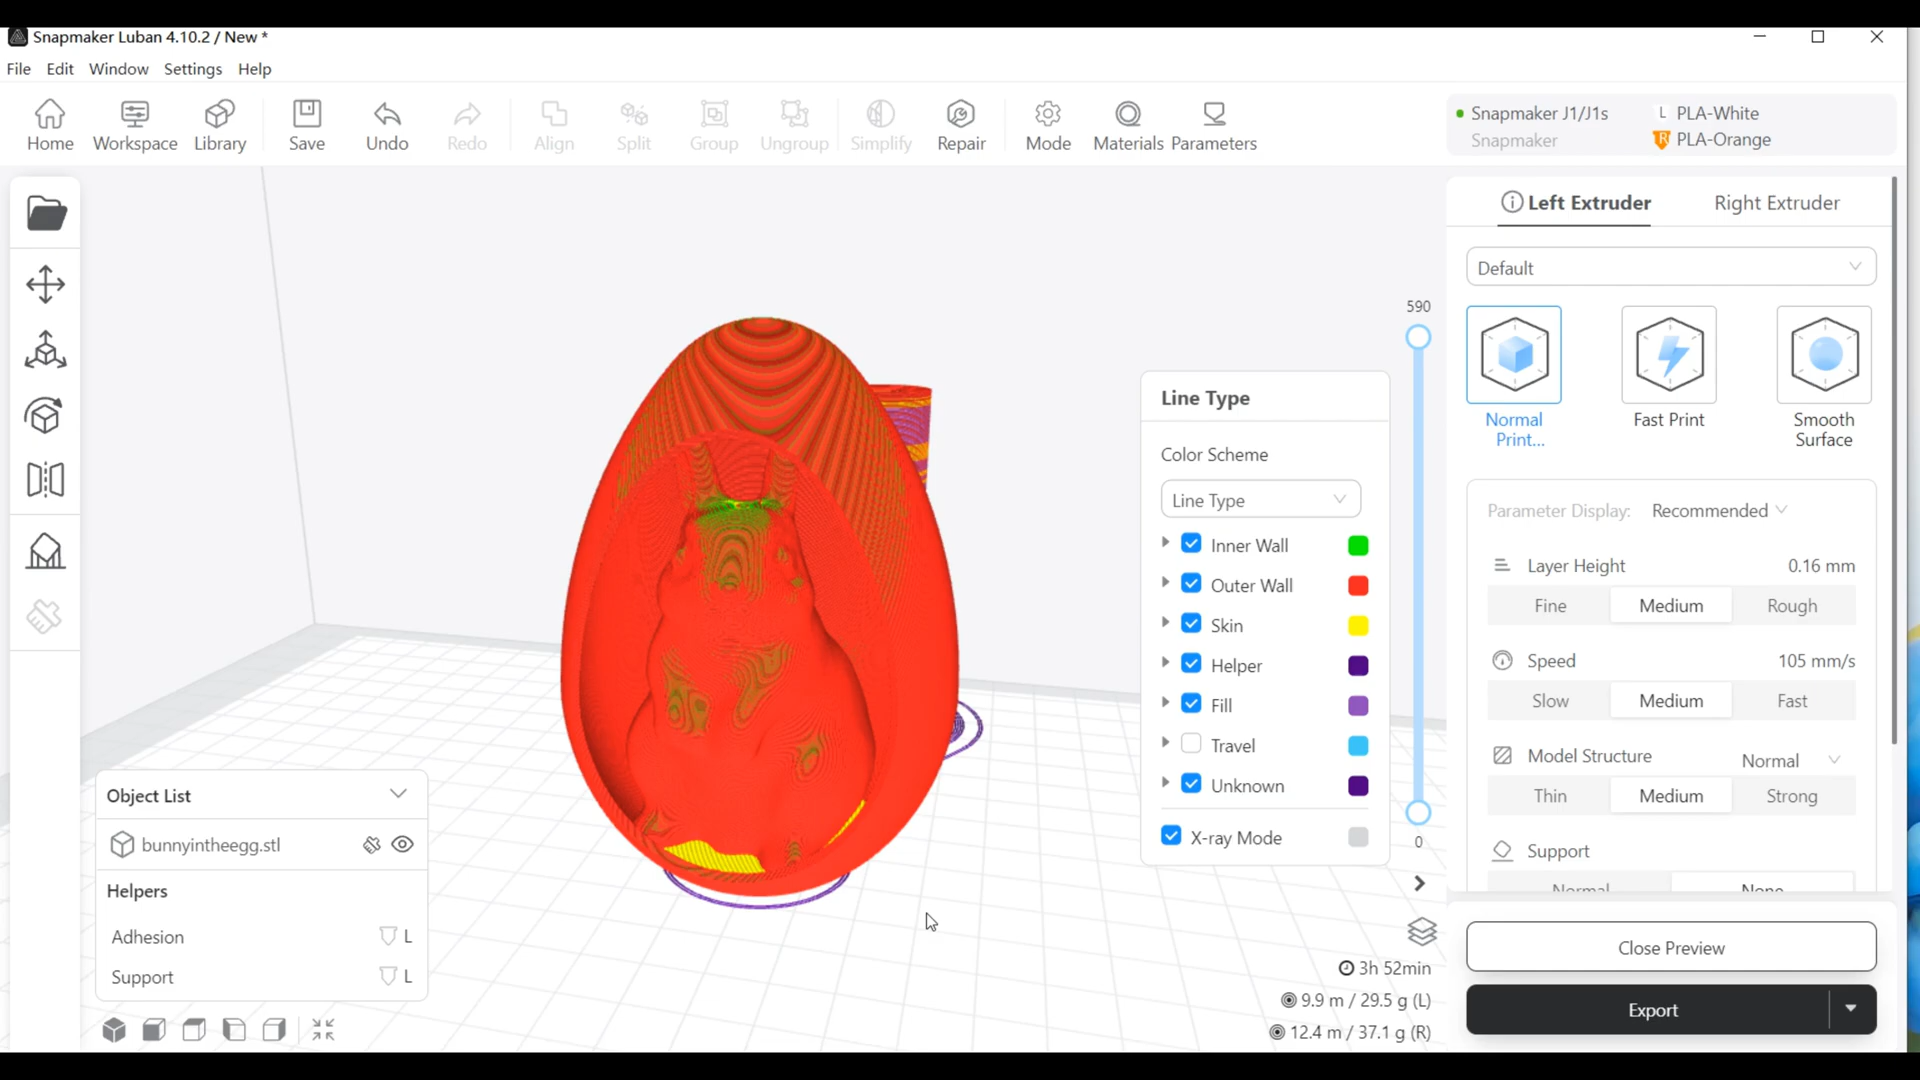 Snapmaker Luban 4.10.2 / New *
File Edit Window Settings Help
Home Workspace Library Save Undo Redo Align Split Group Ungroup Simplify Repair Mode Materials Parameters
Snapmaker J1/J1s
Snapmaker
L PLA-White
R PLA-Orange
Left Extruder Right Extruder
Default
Normal Print...
Fast Print
Smooth Surface
Parameter Display: Recommended
Layer Height 0.16 mm
Fine Medium Rough
Speed 105 mm/s
Slow Medium Fast
Model Structure Normal
Thin Medium Strong
Support
Normal None
Close Preview
Export
590
Line Type
Color Scheme
Line Type
Inner Wall
Outer Wall
Skin
Helper
Fill
Travel
Unknown
X-ray Mode
0
3h 52min
9.9 m / 29.5 g (L)
12.4 m / 37.1 g (R)
Object List
bunnyintheegg.stl
Helpers
Adhesion L
Support L